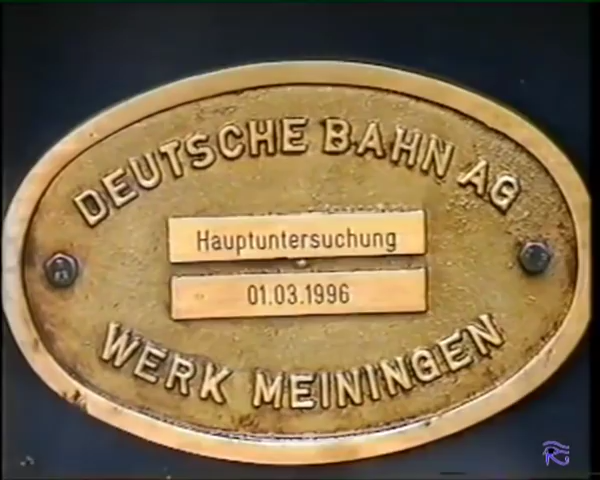 DEUTSCHE BAHN AG
Hauptuntersuchung
01.03.1996
WERK MEININGEN